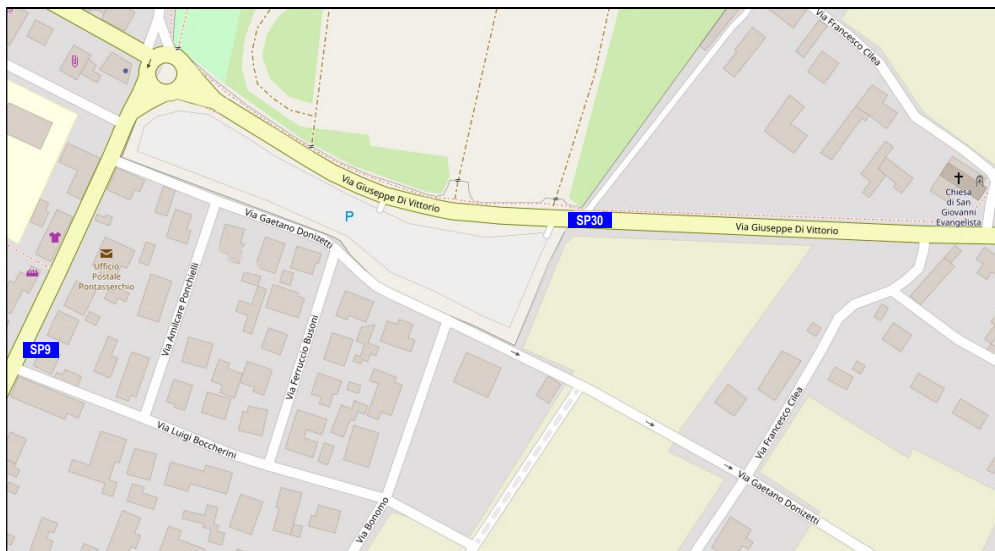 Via Francesco Cilea
P
Via Giuseppe Di Vittorio
SP30
Via Giuseppe Di Vittorio
Chiesa
di San
Giovanni
Evangelista
Via Gaetano Donizetti
Ufficio
Postale
Pontasserchio
Via Amilcare Ponchielli
Via Ferruccio Busoni
SP9
Via Luigi Boccherini
Via Francesco Cilea
Via Bonomo
Via Gaetano Donizetti